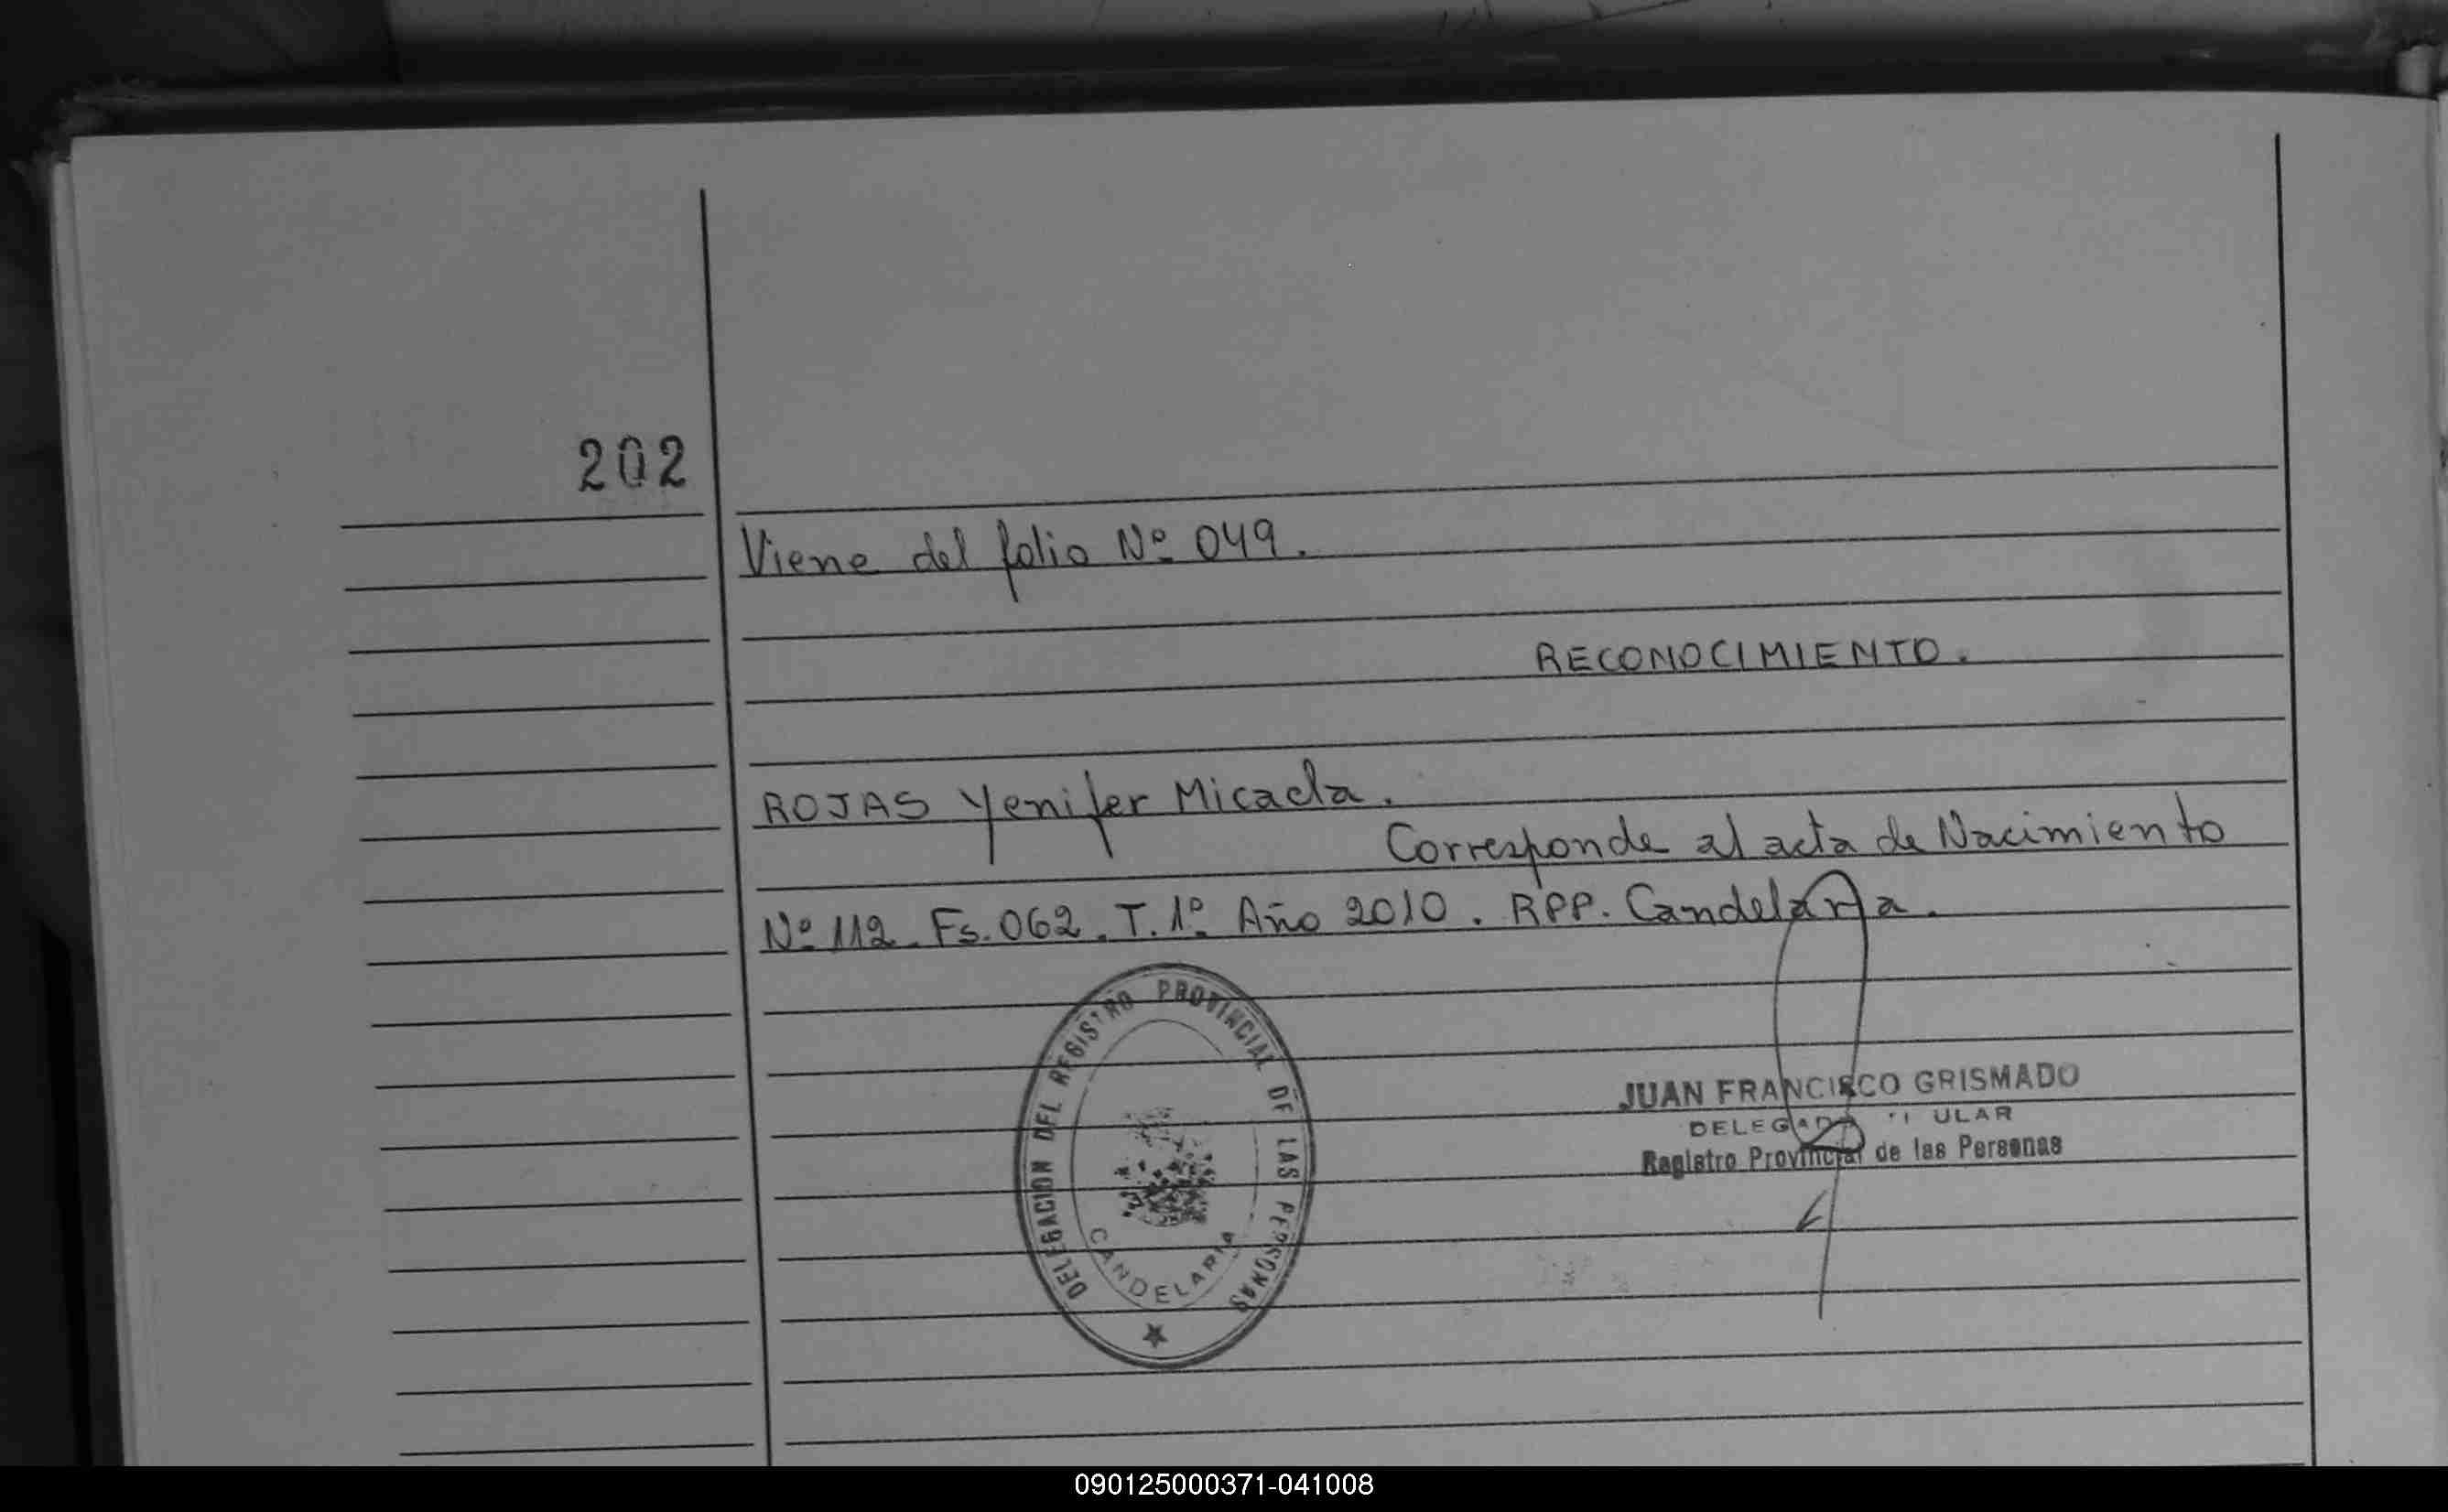 202
Viene del folio Nº 049.
RECONOCIMIENTO.
ROJAS Yenifer Micaela.
Corresponde al acta de Nacimiento
Nº 112. Fs. 062. T. 1º. Año 2010. RPP. Candelaria.
DELEGACION DEL REGISTRO PROVINCIAL DE LAS PERSONAS
CANDELARIA
JUAN FRANCISCO GRISMADO
Registro Provincial de las Personas
090125000371-041008